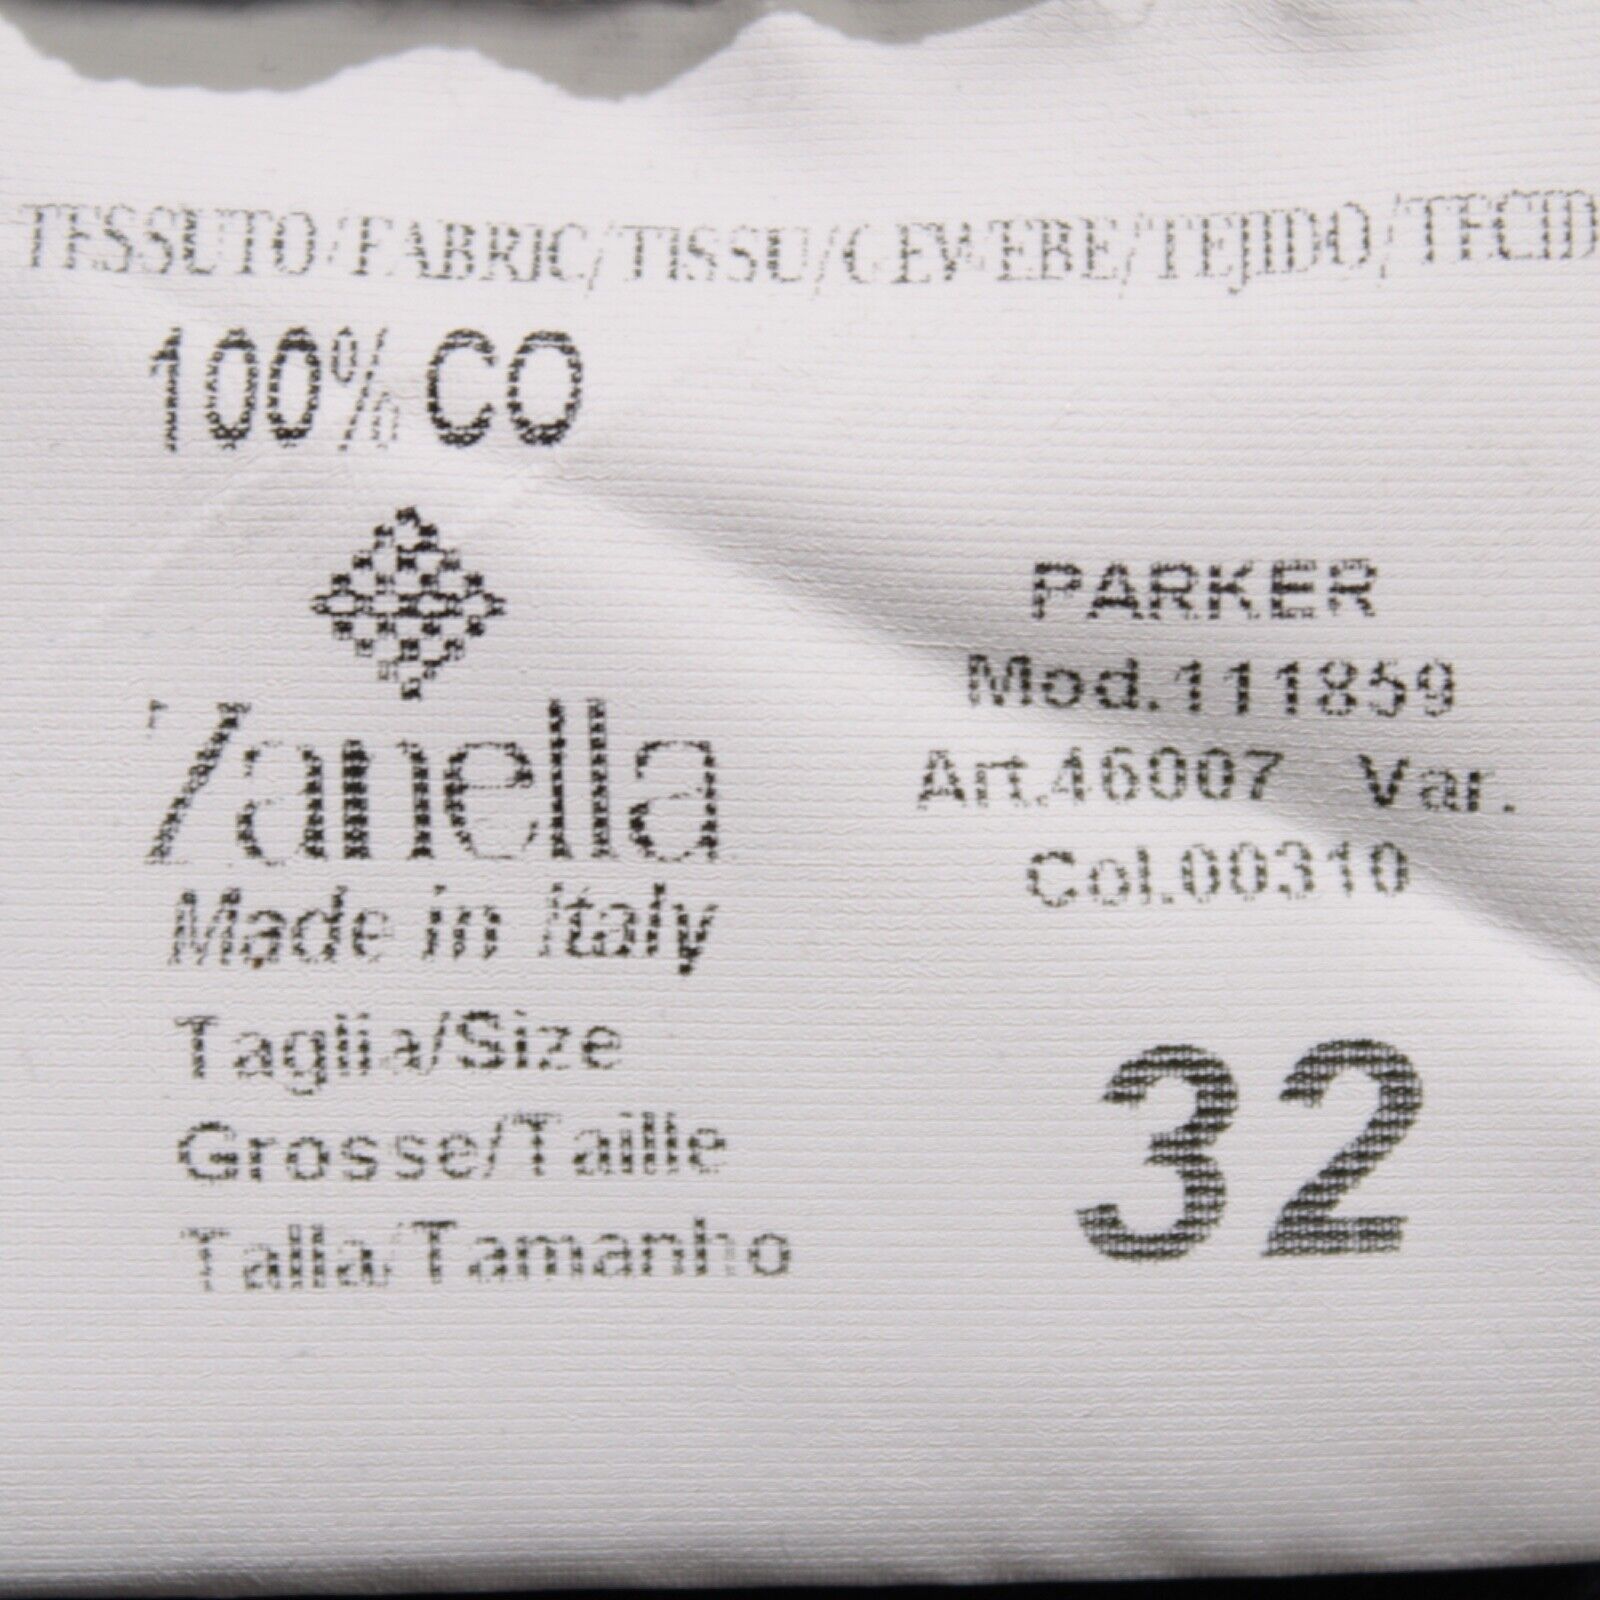 TESSUTO/FABRIC/TISSU/GEWEBE/TEJIDO/TECID
100% CO
Zanella
Made in Italy
PARKER
Mod.111859
Art.46007 Var.
Col.00310
Taglia/Size
Grosse/Taille
Talla/Tamanho
32